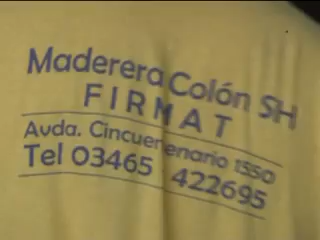 Maderera Colón SH
FIRMAT
Avda. Cincuentenario 1550
Tel 03465 422695